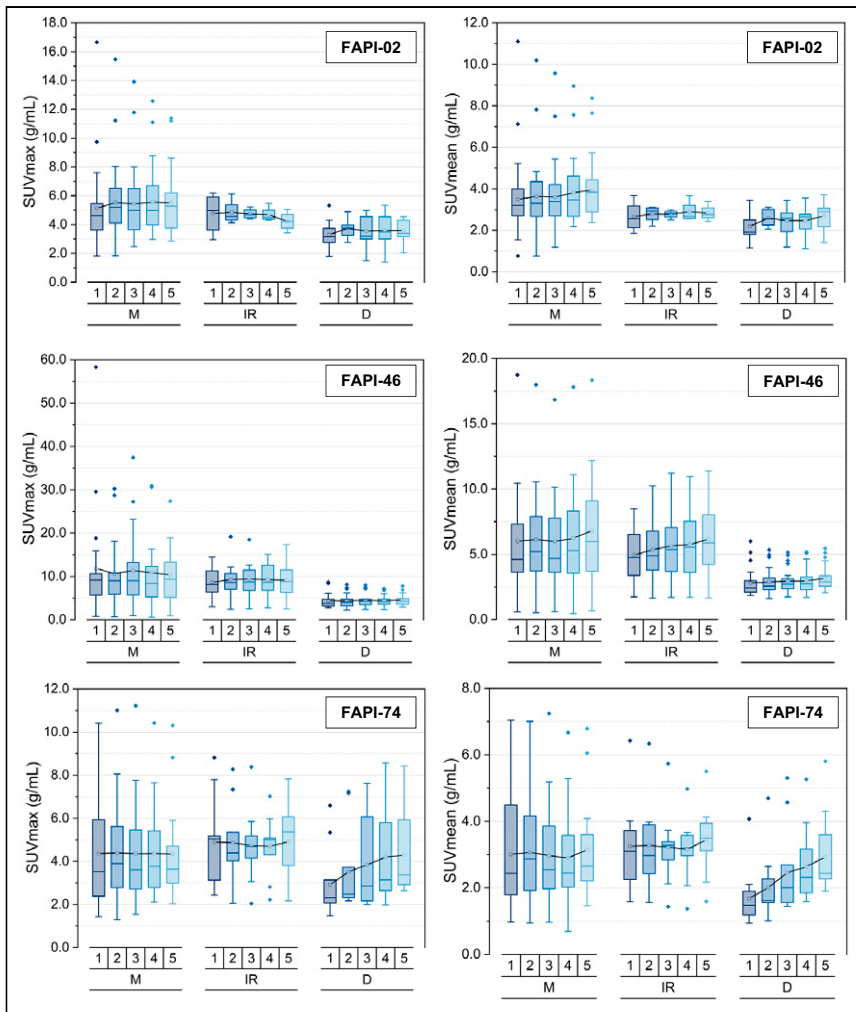 FAPI-02
SUVmax (g/mL)
18.0
16.0
14.0
12.0
10.0
8.0
6.0
4.0
2.0
0.0
1 2 3 4 5 1 2 3 4 5 1 2 3 4 5
M IR D
FAPI-02
SUVmean (g/mL)
12.0
10.0
8.0
6.0
4.0
2.0
0.0
1 2 3 4 5 1 2 3 4 5 1 2 3 4 5
M IR D
FAPI-46
SUVmax (g/mL)
60.0
50.0
40.0
30.0
20.0
10.0
0.0
1 2 3 4 5 1 2 3 4 5 1 2 3 4 5
M IR D
FAPI-46
SUVmean (g/mL)
20.0
15.0
10.0
5.0
0.0
1 2 3 4 5 1 2 3 4 5 1 2 3 4 5
M IR D
FAPI-74
SUVmax (g/mL)
12.0
10.0
8.0
6.0
4.0
2.0
0.0
1 2 3 4 5 1 2 3 4 5 1 2 3 4 5
M IR D
FAPI-74
SUVmean (g/mL)
8.0
6.0
4.0
2.0
0.0
1 2 3 4 5 1 2 3 4 5 1 2 3 4 5
M IR D